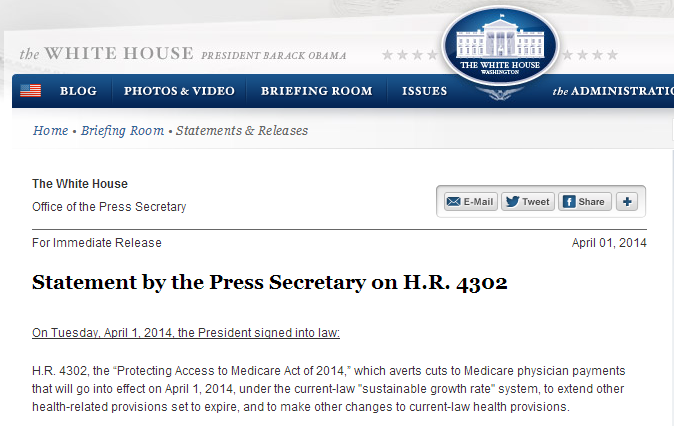 the WHITE HOUSE PRESIDENT BARACK OBAMA
THE WHITE HOUSE
WASHINGTON
BLOG PHOTOS & VIDEO BRIEFING ROOM ISSUES the ADMINISTRATI
Home • Briefing Room • Statements & Releases
The White House
Office of the Press Secretary
E-Mail Tweet Share
For Immediate Release April 01, 2014
Statement by the Press Secretary on H.R. 4302
On Tuesday, April 1, 2014, the President signed into law:
H.R. 4302, the “Protecting Access to Medicare Act of 2014,” which averts cuts to Medicare physician payments
that will go into effect on April 1, 2014, under the current-law "sustainable growth rate" system, to extend other
health-related provisions set to expire, and to make other changes to current-law health provisions.